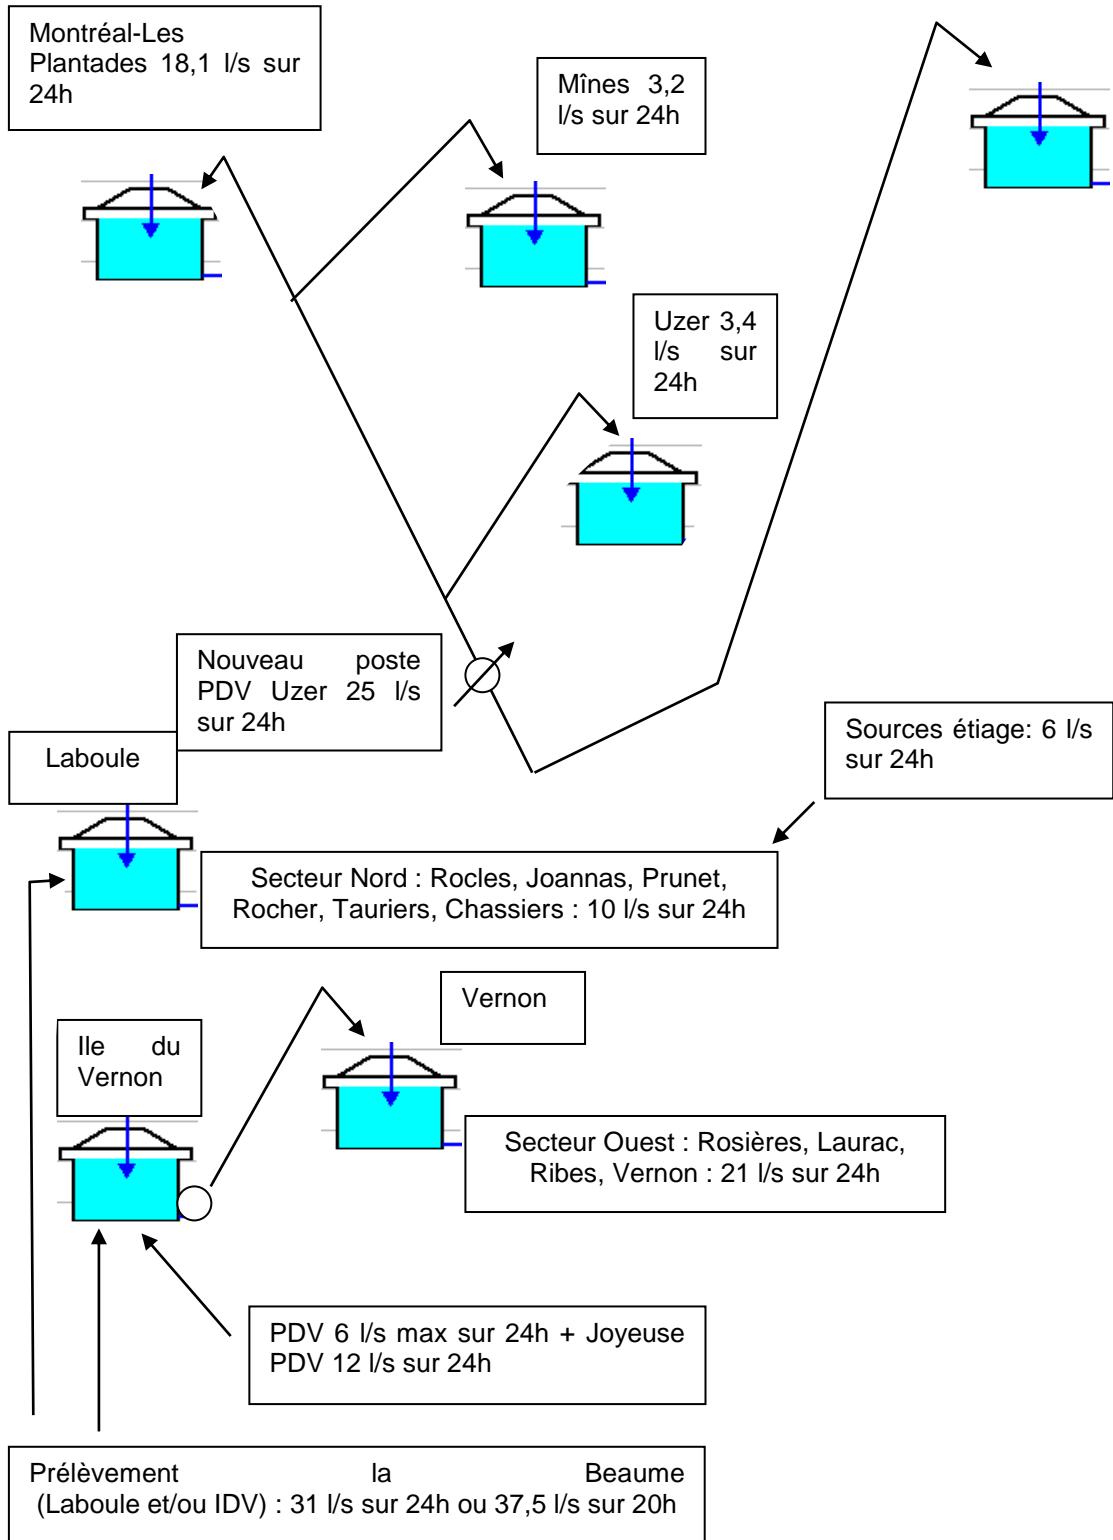 Montréal-Les
Plantades 18,1 l/s sur
24h
Mînes 3,2
l/s sur 24h
Uzer 3,4
l/s sur
24h
Nouveau poste
PDV Uzer 25 l/s
sur 24h
Sources étiage: 6 l/s
sur 24h
Laboule
Secteur Nord : Rocles, Joannas, Prunet,
Rocher, Tauriers, Chassiers : 10 l/s sur 24h
Vernon
Ile du
Vernon
Secteur Ouest : Rosières, Laurac,
Ribes, Vernon : 21 l/s sur 24h
PDV 6 l/s max sur 24h + Joyeuse
PDV 12 l/s sur 24h
Prélèvement la Beaume
(Laboule et/ou IDV) : 31 l/s sur 24h ou 37,5 l/s sur 20h